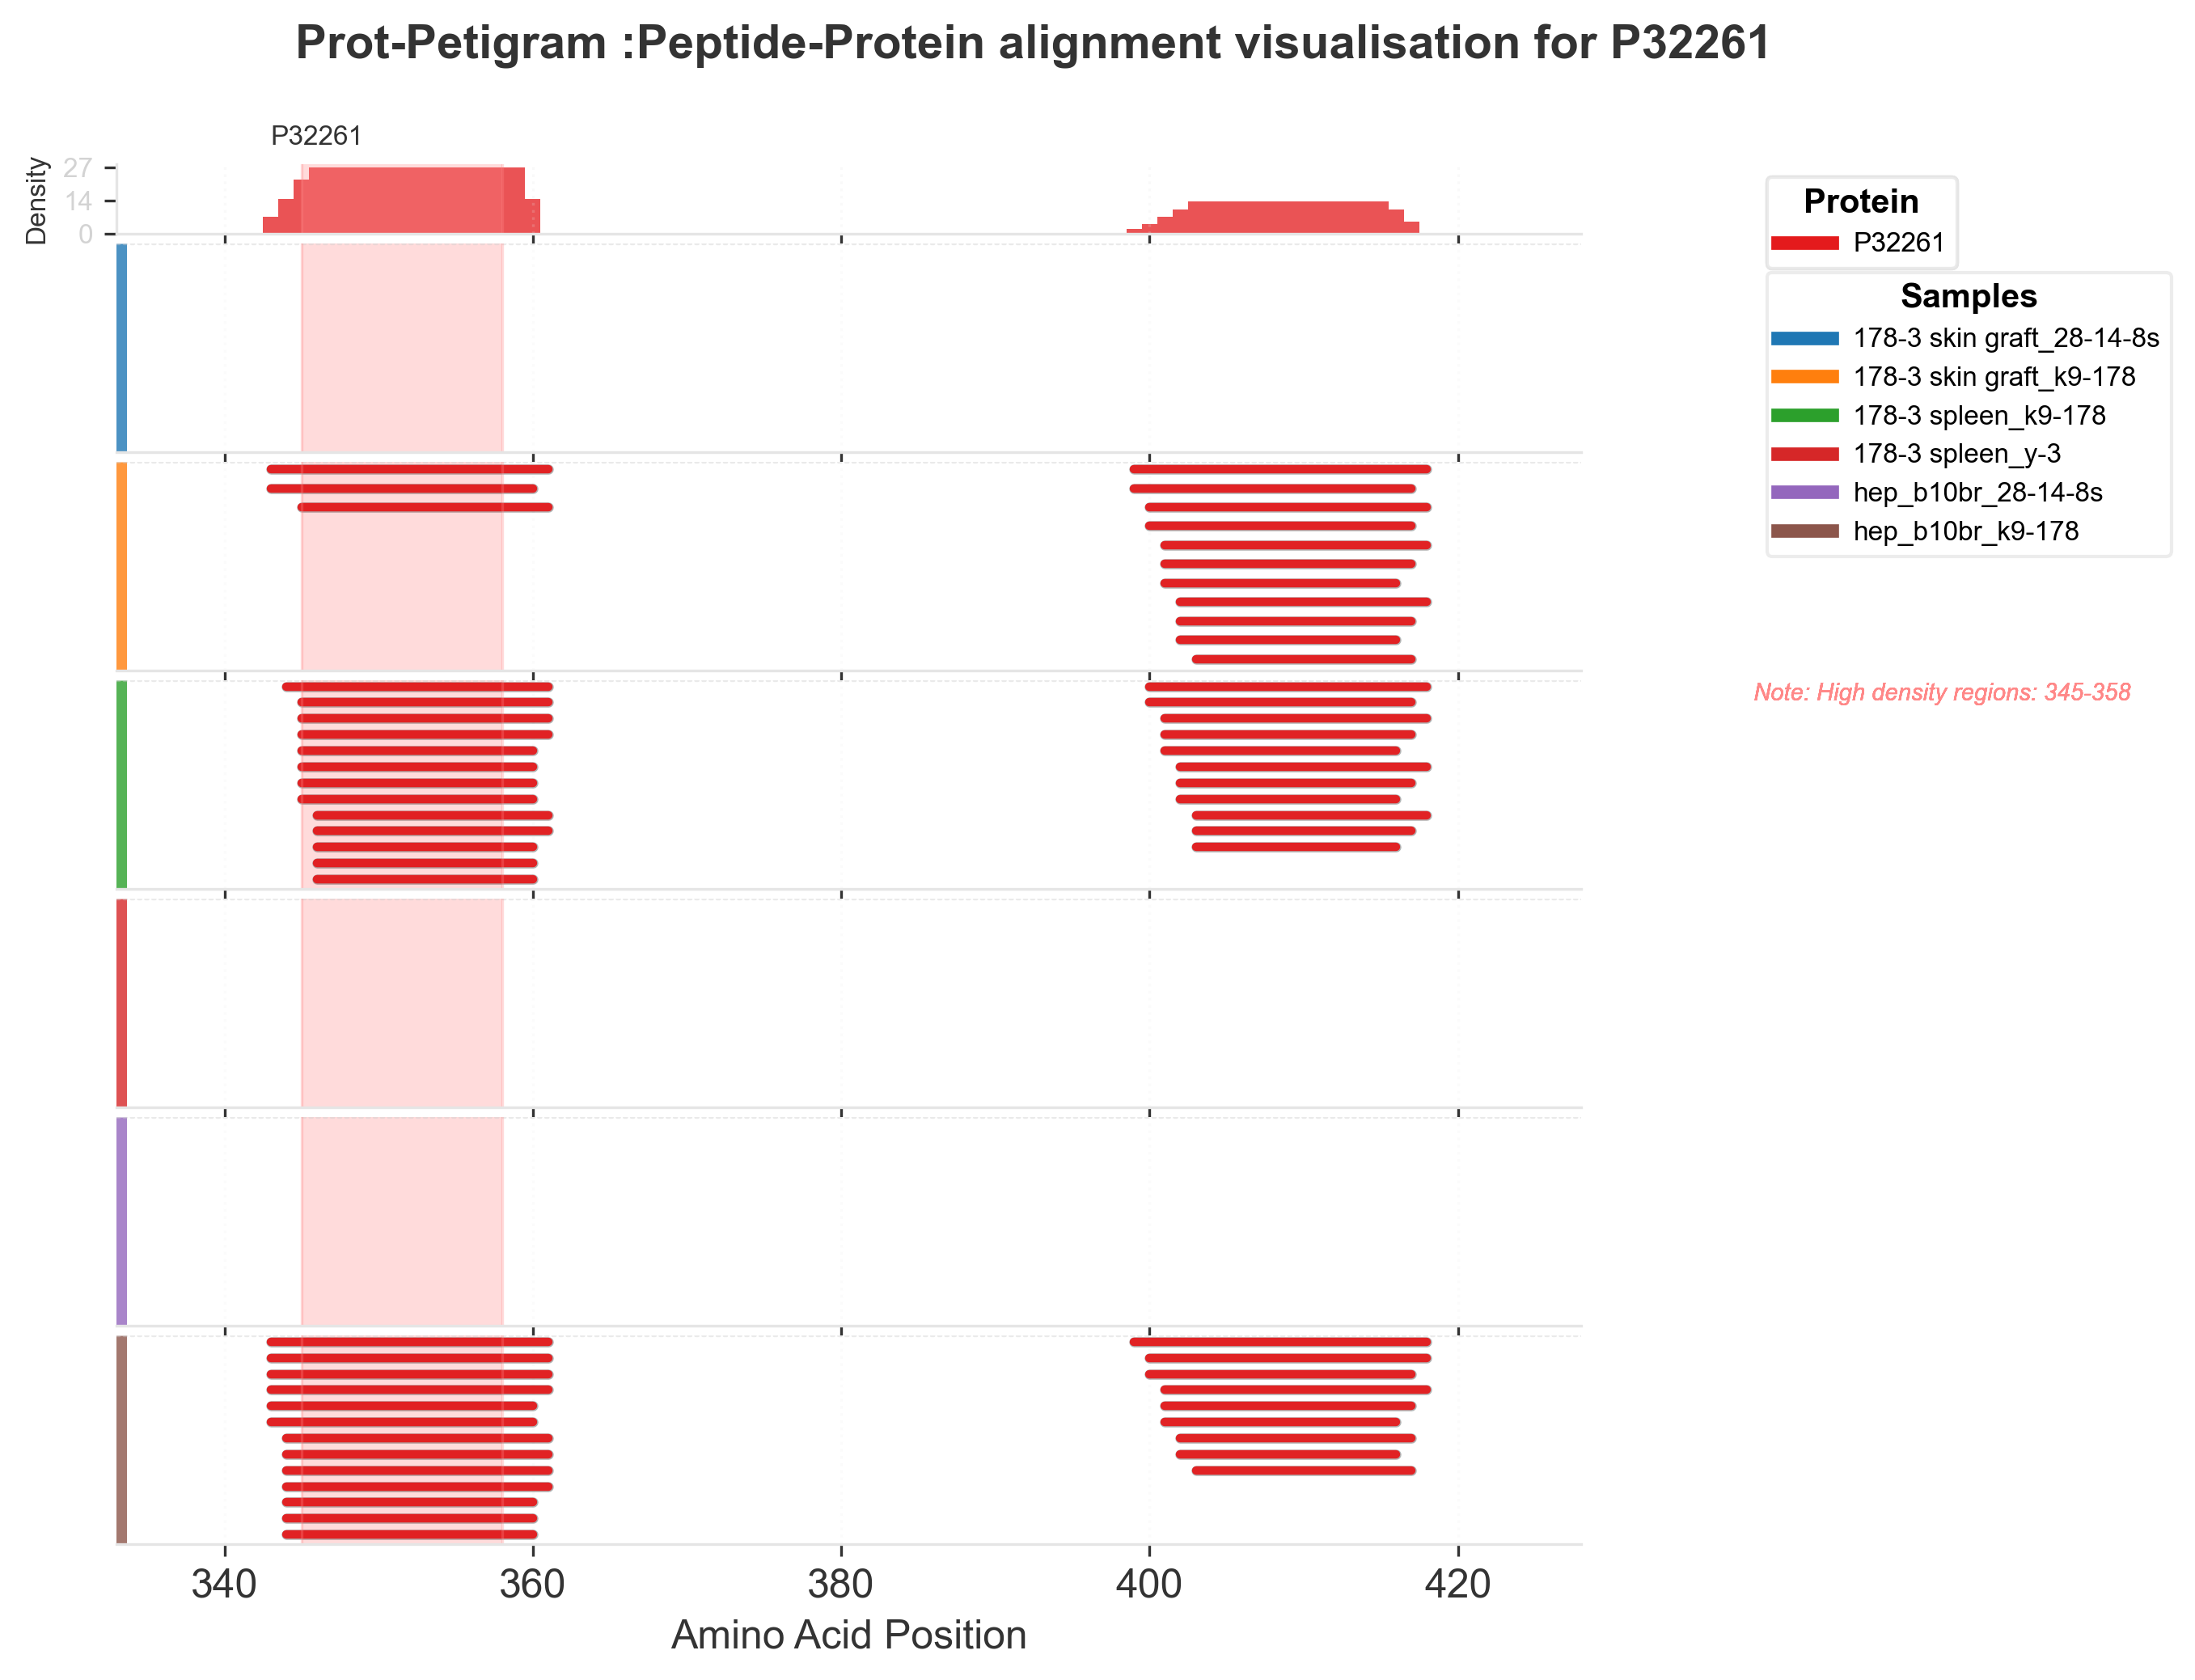 Prot-Petigram :Peptide-Protein alignment visualisation for P32261
P32261
Density
27
14
0
Protein
P32261
Samples
178-3 skin graft_28-14-8s
178-3 skin graft_k9-178
178-3 spleen_k9-178
178-3 spleen_y-3
hep_b10br_28-14-8s
hep_b10br_k9-178
Note: High density regions: 345-358
340 360 380 400 420
Amino Acid Position